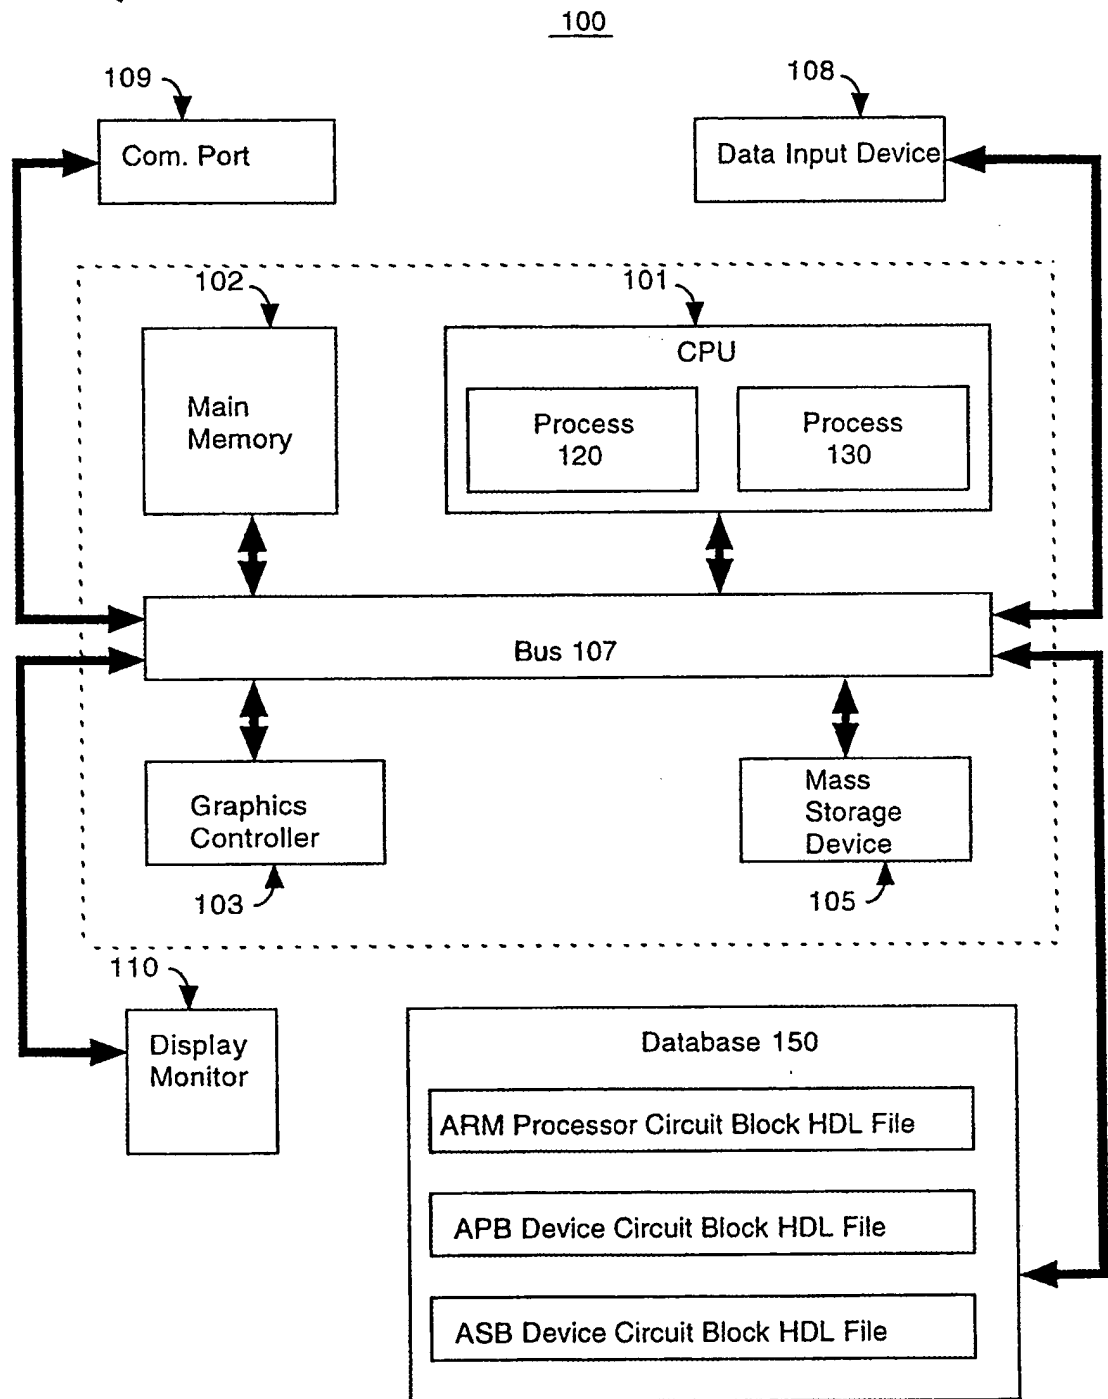 100
109
108
Com. Port
Data Input Device
102
101
Main
Memory
CPU
Process
120
Process
130
Bus 107
Graphics
Controller
103
Mass
Storage
Device
105
110
Display
Monitor
Database 150
ARM Processor Circuit Block HDL File
APB Device Circuit Block HDL File
ASB Device Circuit Block HDL File